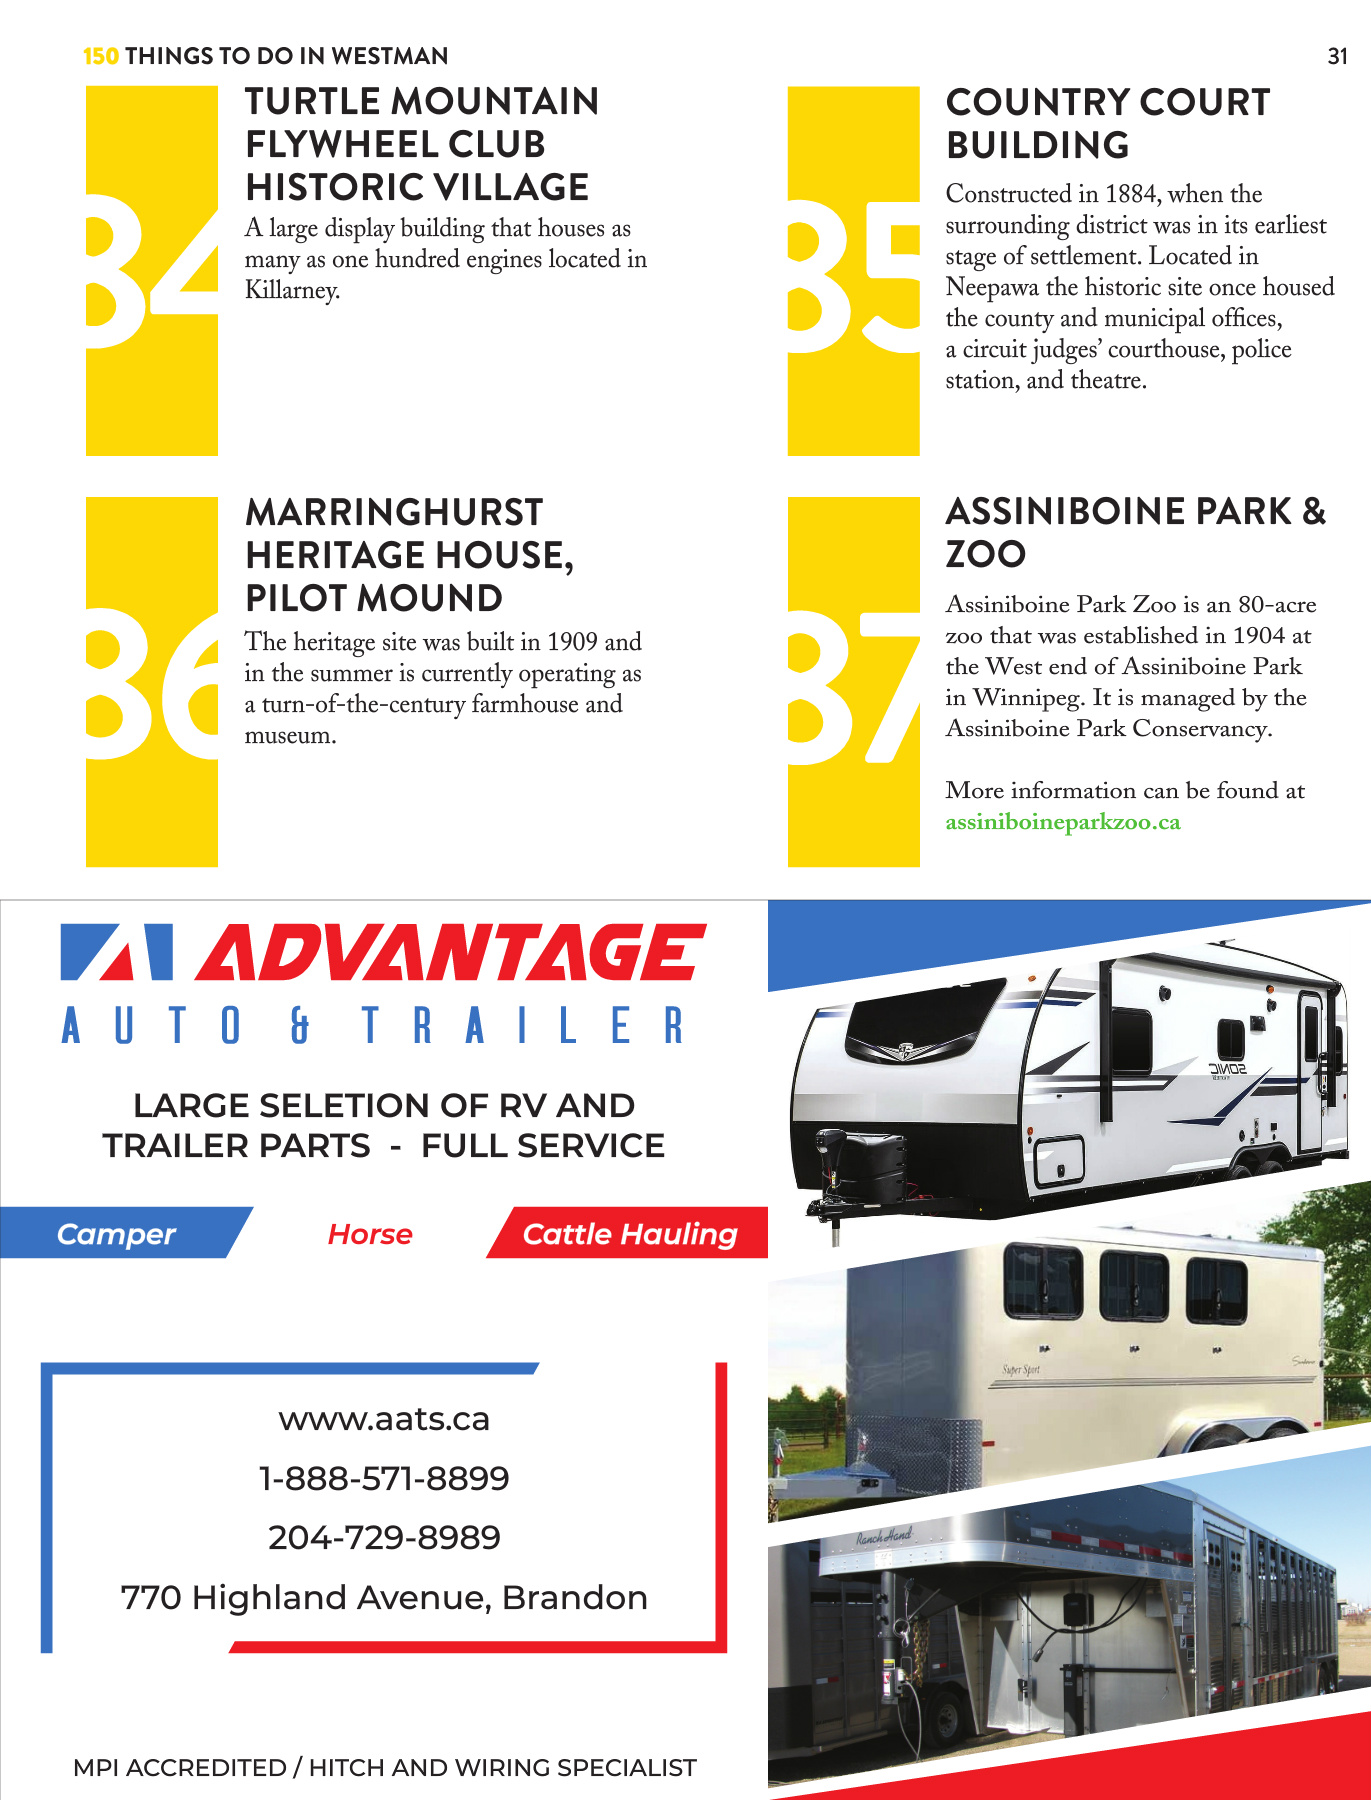 150 THINGS TO DO IN WESTMAN
31
84
TURTLE MOUNTAIN
FLYWHEEL CLUB
HISTORIC VILLAGE
A large display building that houses as
many as one hundred engines located in
Killarney.
85
COUNTRY COURT
BUILDING
Constructed in 1884, when the
surrounding district was in its earliest
stage of settlement. Located in
Neepawa the historic site once housed
the county and municipal offices,
a circuit judges’ courthouse, police
station, and theatre.
86
MARRINGHURST
HERITAGE HOUSE,
PILOT MOUND
The heritage site was built in 1909 and
in the summer is currently operating as
a turn-of-the-century farmhouse and
museum.
87
ASSINIBOINE PARK &
ZOO
Assiniboine Park Zoo is an 80-acre
zoo that was established in 1904 at
the West end of Assiniboine Park
in Winnipeg. It is managed by the
Assiniboine Park Conservancy.
More information can be found at
assiniboineparkzoo.ca
ADVANTAGE
AUTO & TRAILER
LARGE SELETION OF RV AND
TRAILER PARTS - FULL SERVICE
Camper
Horse
Cattle Hauling
www.aats.ca
1-888-571-8899
204-729-8989
770 Highland Avenue, Brandon
MPI ACCREDITED / HITCH AND WIRING SPECIALIST
SONIC
Super Sport
Ranch Hand